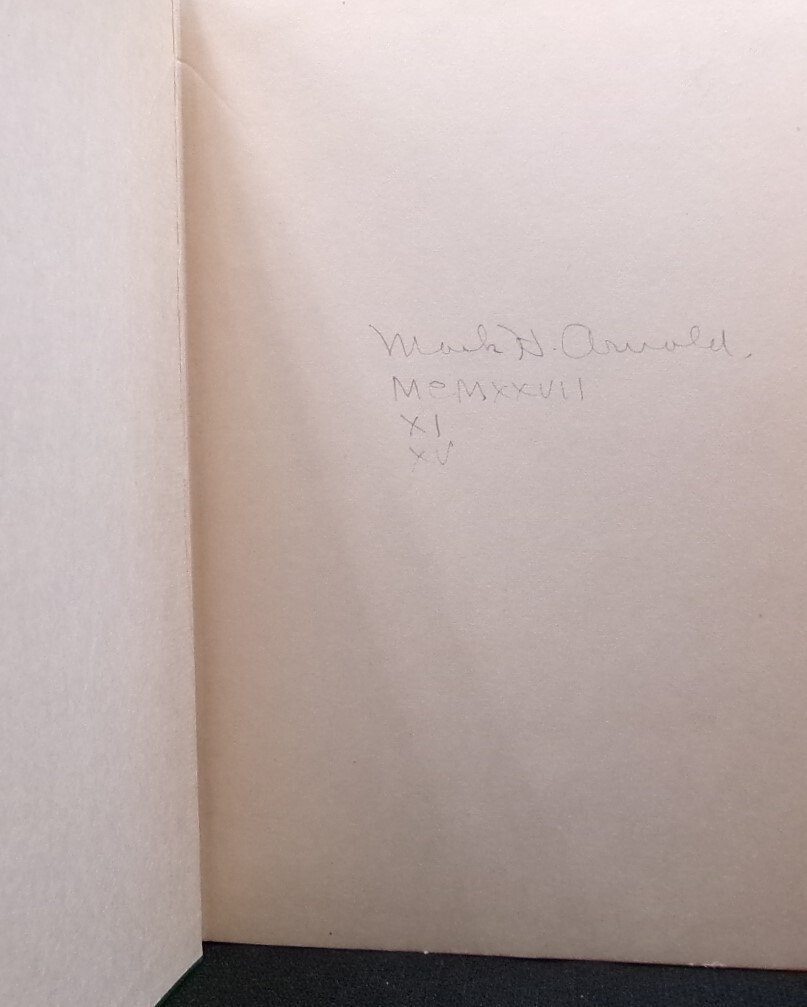 Mark H. Arnold.
MCMXXVII
XI
XV